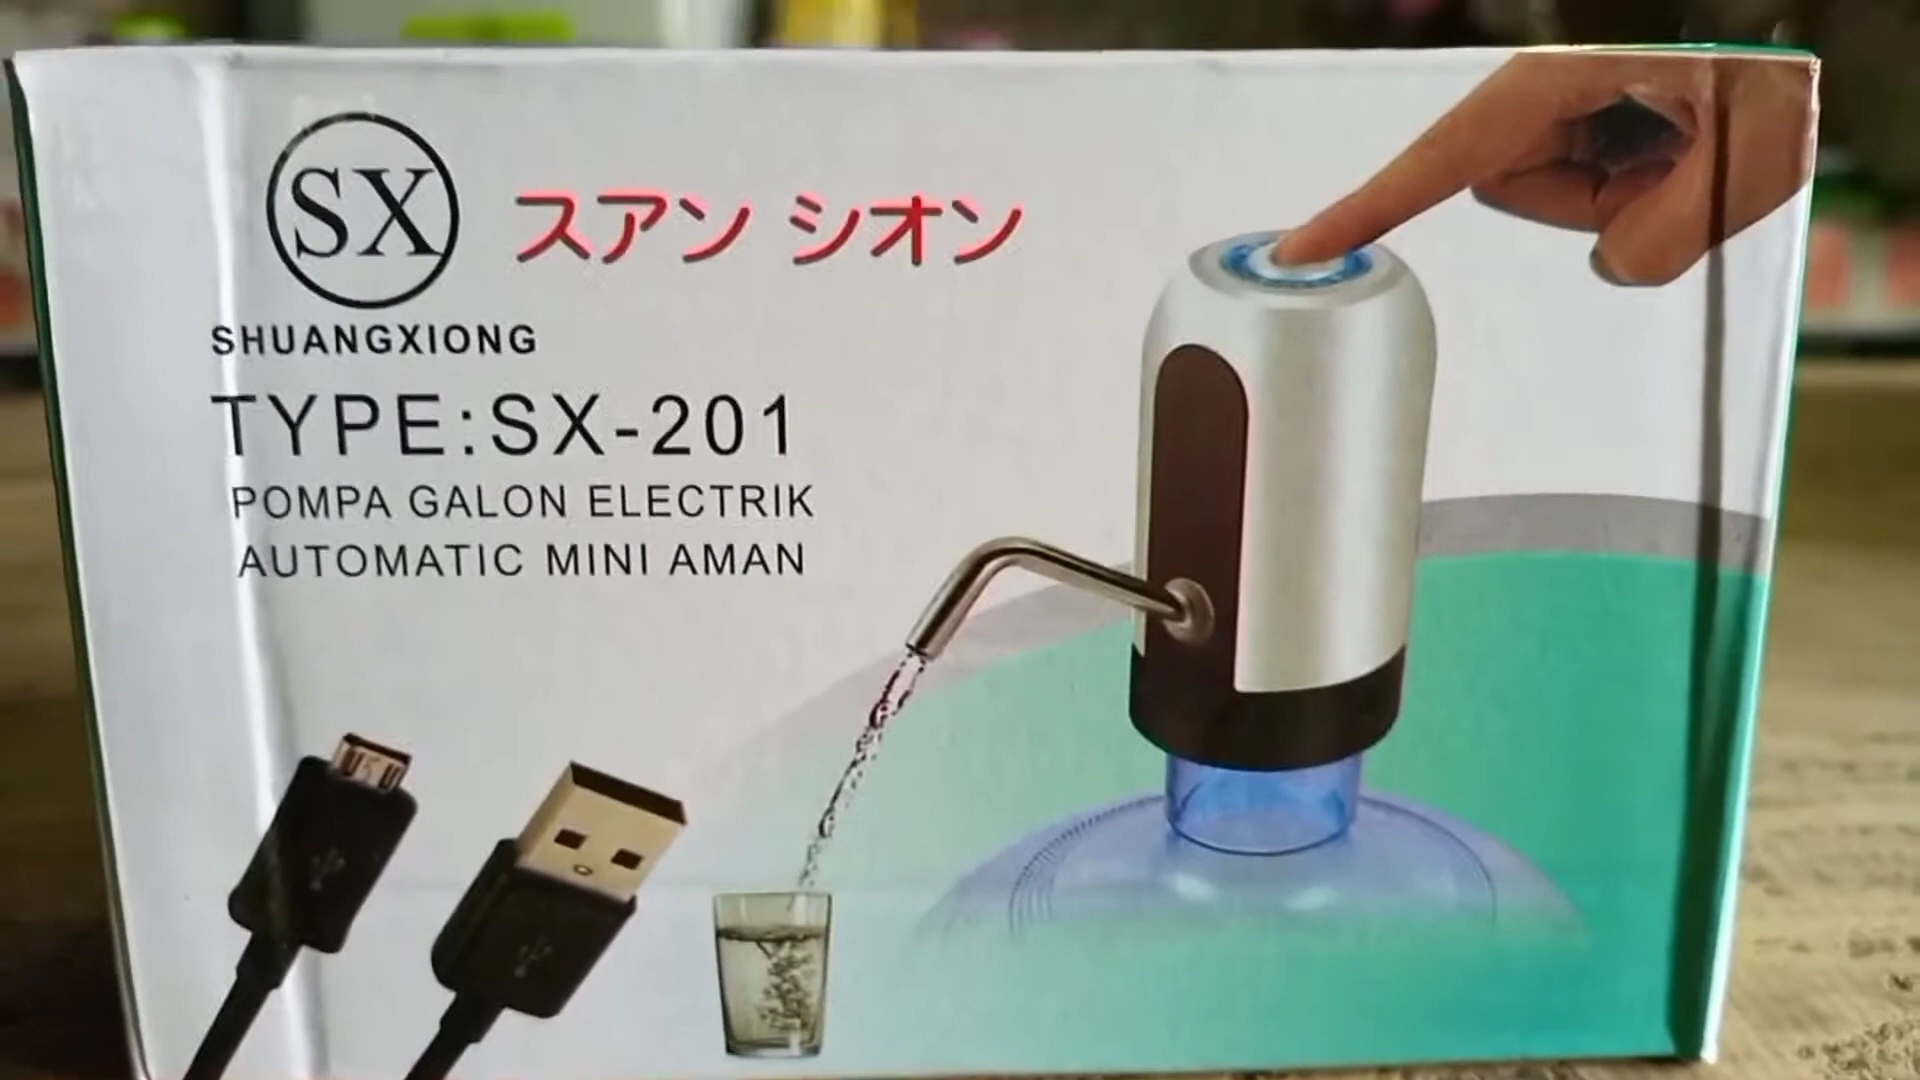 SX
スアン シオン
SHUANGXIONG
TYPE:SX-201
POMPA GALON ELECTRIK
AUTOMATIC MINI AMAN